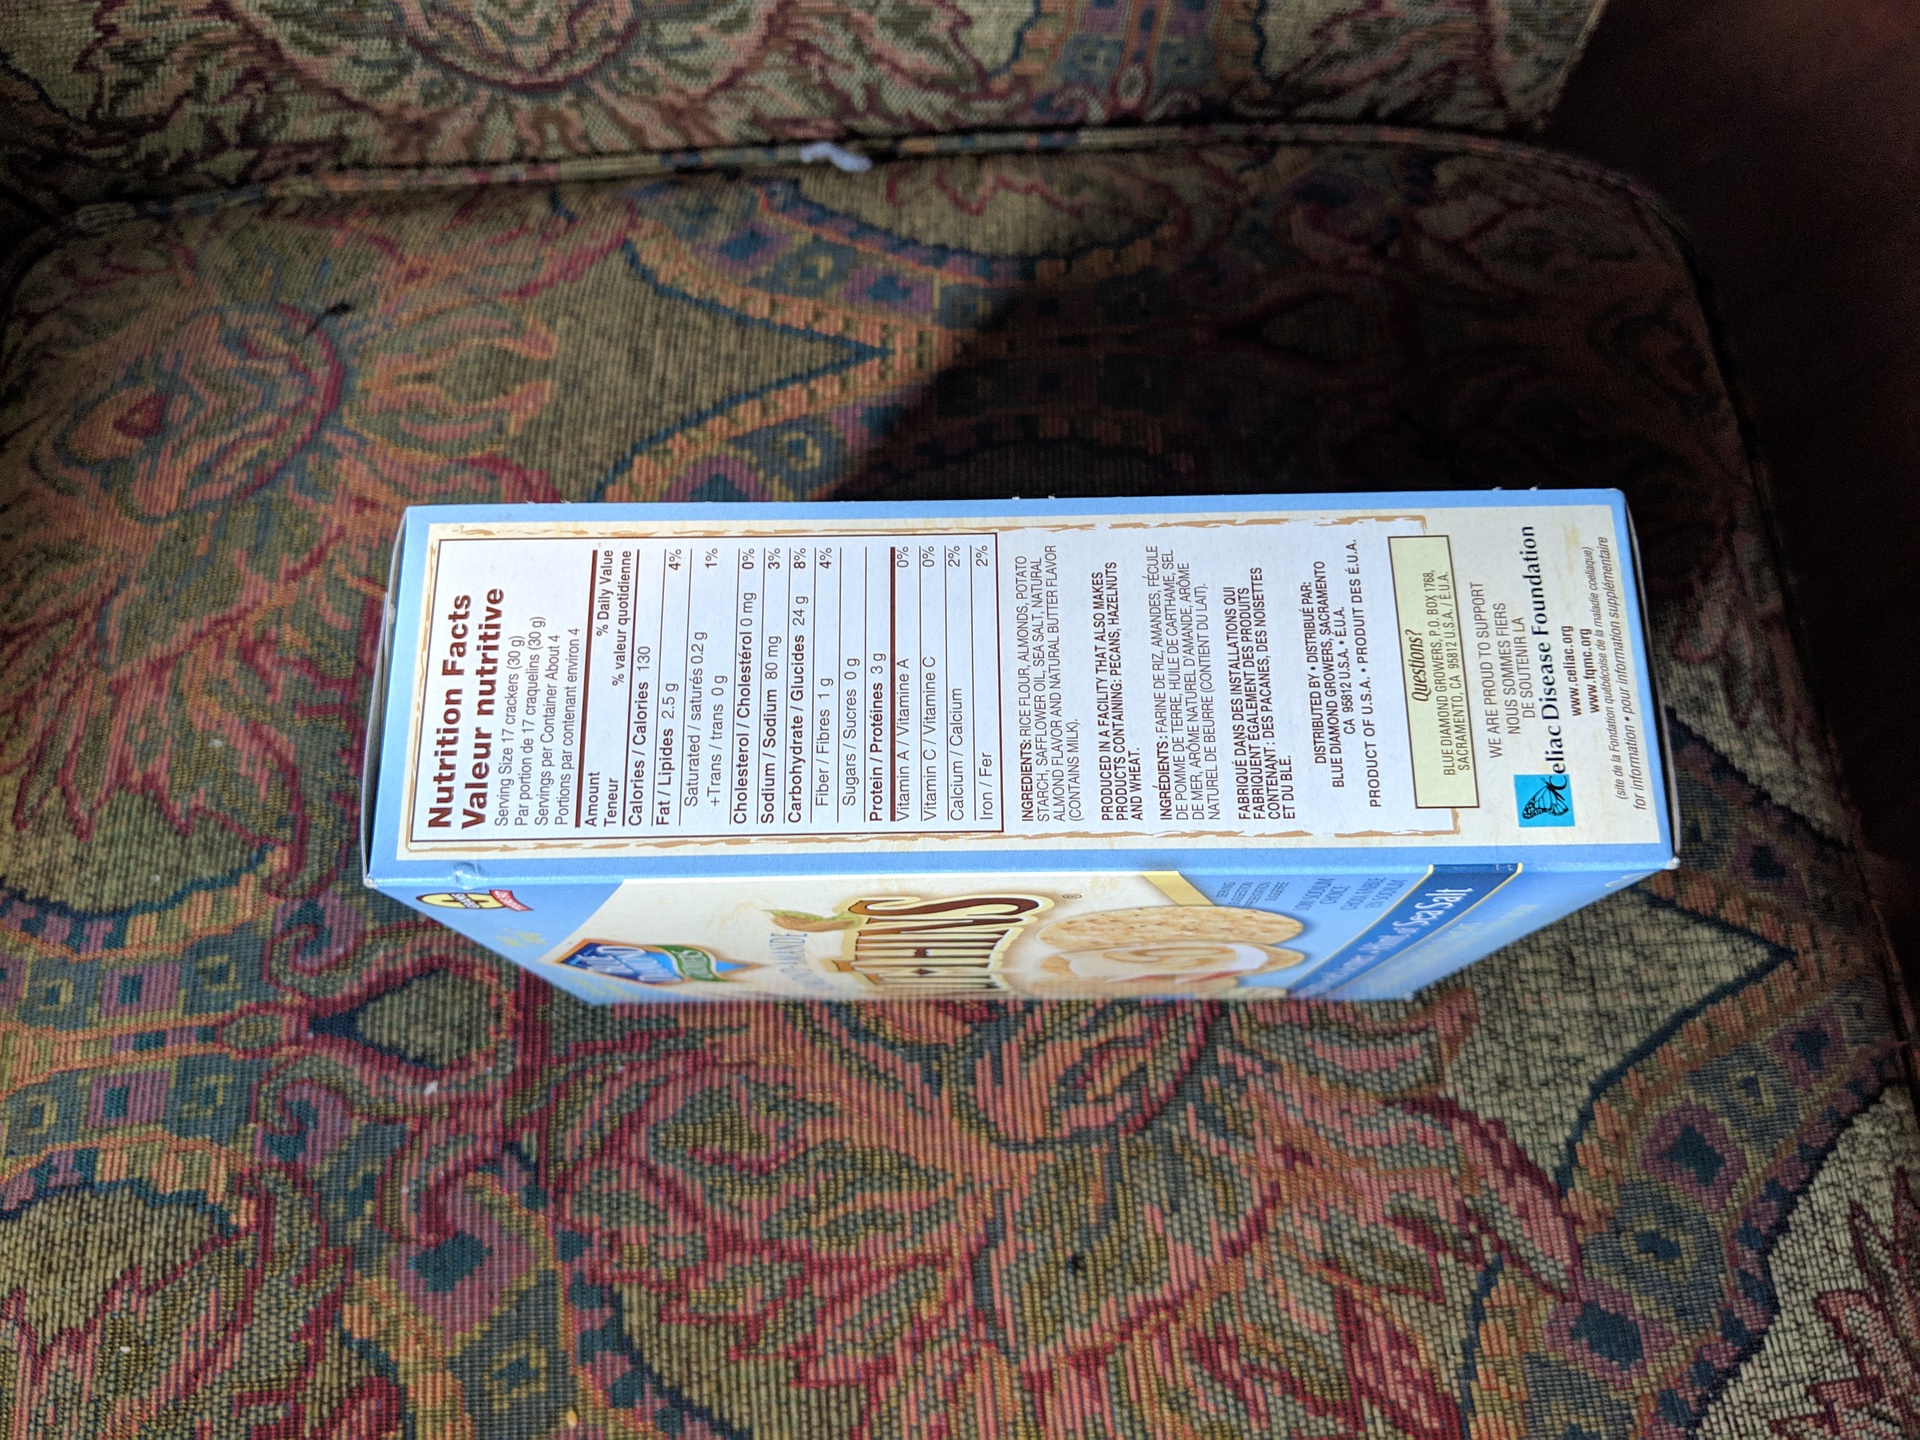 Nutrition Facts
Valeur nutritive
Serving Size 17 crackers (30 g)
Par portion de 17 craquelins (30 g)
Servings per Container About 4
Portions par contenant environ 4
Amount % Daily Value
Teneur % valeur quotidienne
Calories / Calories 130
Fat / Lipides 2.5 g 4%
Saturated / saturés 0.2 g
+Trans / trans 0 g 1%
Cholesterol / Cholestérol 0 mg 0%
Sodium / Sodium 80 mg 3%
Carbohydrate / Glucides 24 g 8%
Fiber / Fibres 1 g 4%
Sugars / Sucres 0 g
Protein / Protéines 3 g
Vitamin A / Vitamine A 0%
Vitamin C / Vitamine C 0%
Calcium / Calcium 2%
Iron / Fer 2%
INGREDIENTS: RICE FLOUR, ALMONDS, POTATO
STARCH, SAFFLOWER OIL, SEA SALT, NATURAL
ALMOND FLAVOR AND NATURAL BUTTER FLAVOR
(CONTAINS MILK).
PRODUCED IN A FACILITY THAT ALSO MAKES
PRODUCTS CONTAINING: PECANS, HAZELNUTS
AND WHEAT.
INGRÉDIENTS : FARINE DE RIZ, AMANDES, FÉCULE
DE POMME DE TERRE, HUILE DE CARTHAME, SEL
DE MER, ARÔME NATUREL D'AMANDE, ARÔME
NATUREL DE BEURRE (CONTIENT DU LAIT).
FABRIQUÉ DANS DES INSTALLATIONS QUI
FABRIQUENT ÉGALEMENT DES PRODUITS
CONTENANT : DES PACANES, DES NOISETTES
ET DU BLÉ.
DISTRIBUTED BY • DISTRIBUÉ PAR:
BLUE DIAMOND GROWERS, SACRAMENTO
CA 95812 U.S.A. • É.U.A.
PRODUCT OF U.S.A. • PRODUIT DES É.U.A.
Questions?
BLUE DIAMOND GROWERS, P.O. BOX 1768,
SACRAMENTO, CA 95812 U.S.A. / É.U.A.
WE ARE PROUD TO SUPPORT
NOUS SOMMES FIERS
DE SOUTENIR LA
Celiac Disease Foundation
www.celiac.org
www.fqmc.org
(site de la Fondation québécoise de la maladie coeliaque)
for information • pour information supplémentaire
LOW SODIUM
CHOICE
Hint of Sea Salt